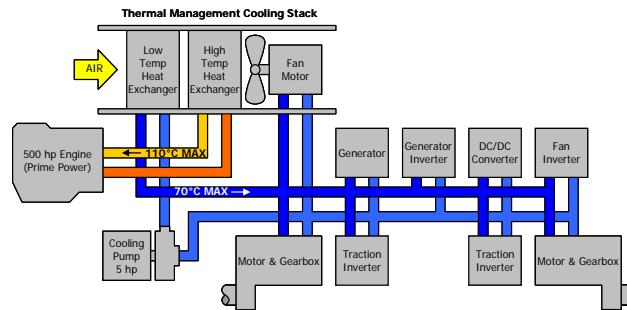 Thermal Management Cooling Stack
AIR
Low
Temp
Heat
Exchanger
High
Temp
Heat
Exchanger
Fan
Motor
500 hp Engine
(Prime Power)
110°C MAX
70°C MAX
Generator
Generator
Inverter
DC/DC
Converter
Fan
Inverter
Cooling
Pump
5 hp
Motor & Gearbox
Traction
Inverter
Traction
Inverter
Motor & Gearbox